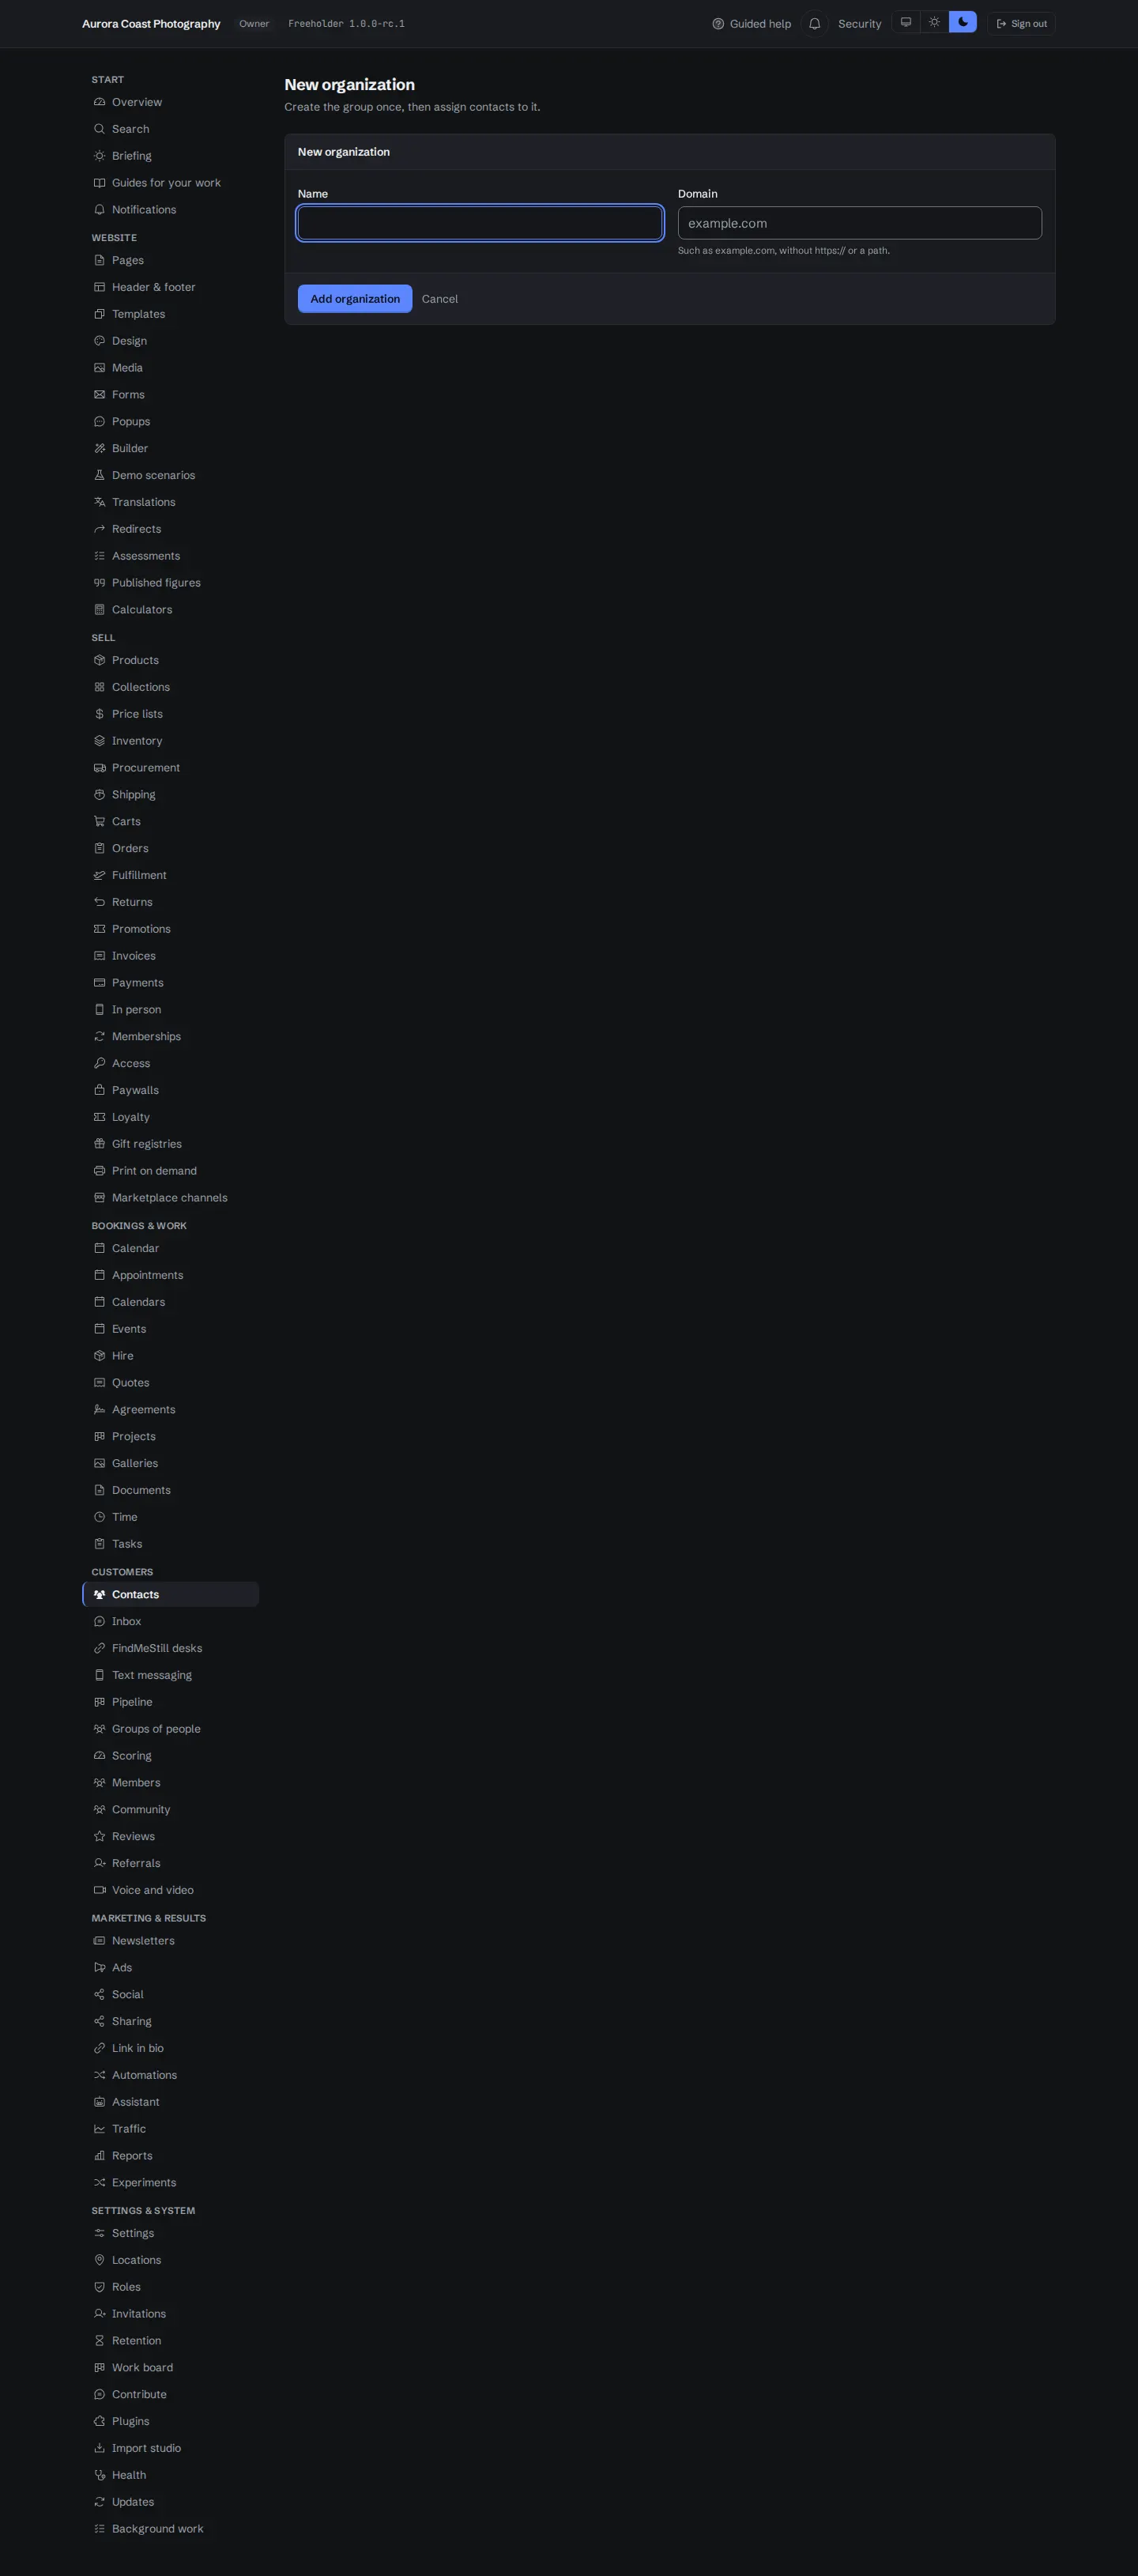 Aurora Coast Photography Owner Freeholder 1.0.0-rc.1 Guided help Security Sign out
START
Overview
Search
Briefing
Guides for your work
Notifications
WEBSITE
Pages
Header & footer
Templates
Design
Media
Forms
Popups
Builder
Demo scenarios
Translations
Redirects
Assessments
Published figures
Calculators
SELL
Products
Collections
Price lists
Inventory
Procurement
Shipping
Carts
Orders
Fulfillment
Returns
Promotions
Invoices
Payments
In person
Memberships
Access
Paywalls
Loyalty
Gift registries
Print on demand
Marketplace channels
BOOKINGS & WORK
Calendar
Appointments
Calendars
Events
Hire
Quotes
Agreements
Projects
Galleries
Documents
Time
Tasks
CUSTOMERS
Contacts
Inbox
FindMeStill desks
Text messaging
Pipeline
Groups of people
Scoring
Members
Community
Reviews
Referrals
Voice and video
MARKETING & RESULTS
Newsletters
Ads
Social
Sharing
Link in bio
Automations
Assistant
Traffic
Reports
Experiments
SETTINGS & SYSTEM
Settings
Locations
Roles
Invitations
Retention
Work board
Contribute
Plugins
Import studio
Health
Updates
Background work
New organization
Create the group once, then assign contacts to it.
New organization
Name
Domain
example.com
Such as example.com, without https:// or a path.
Add organization Cancel